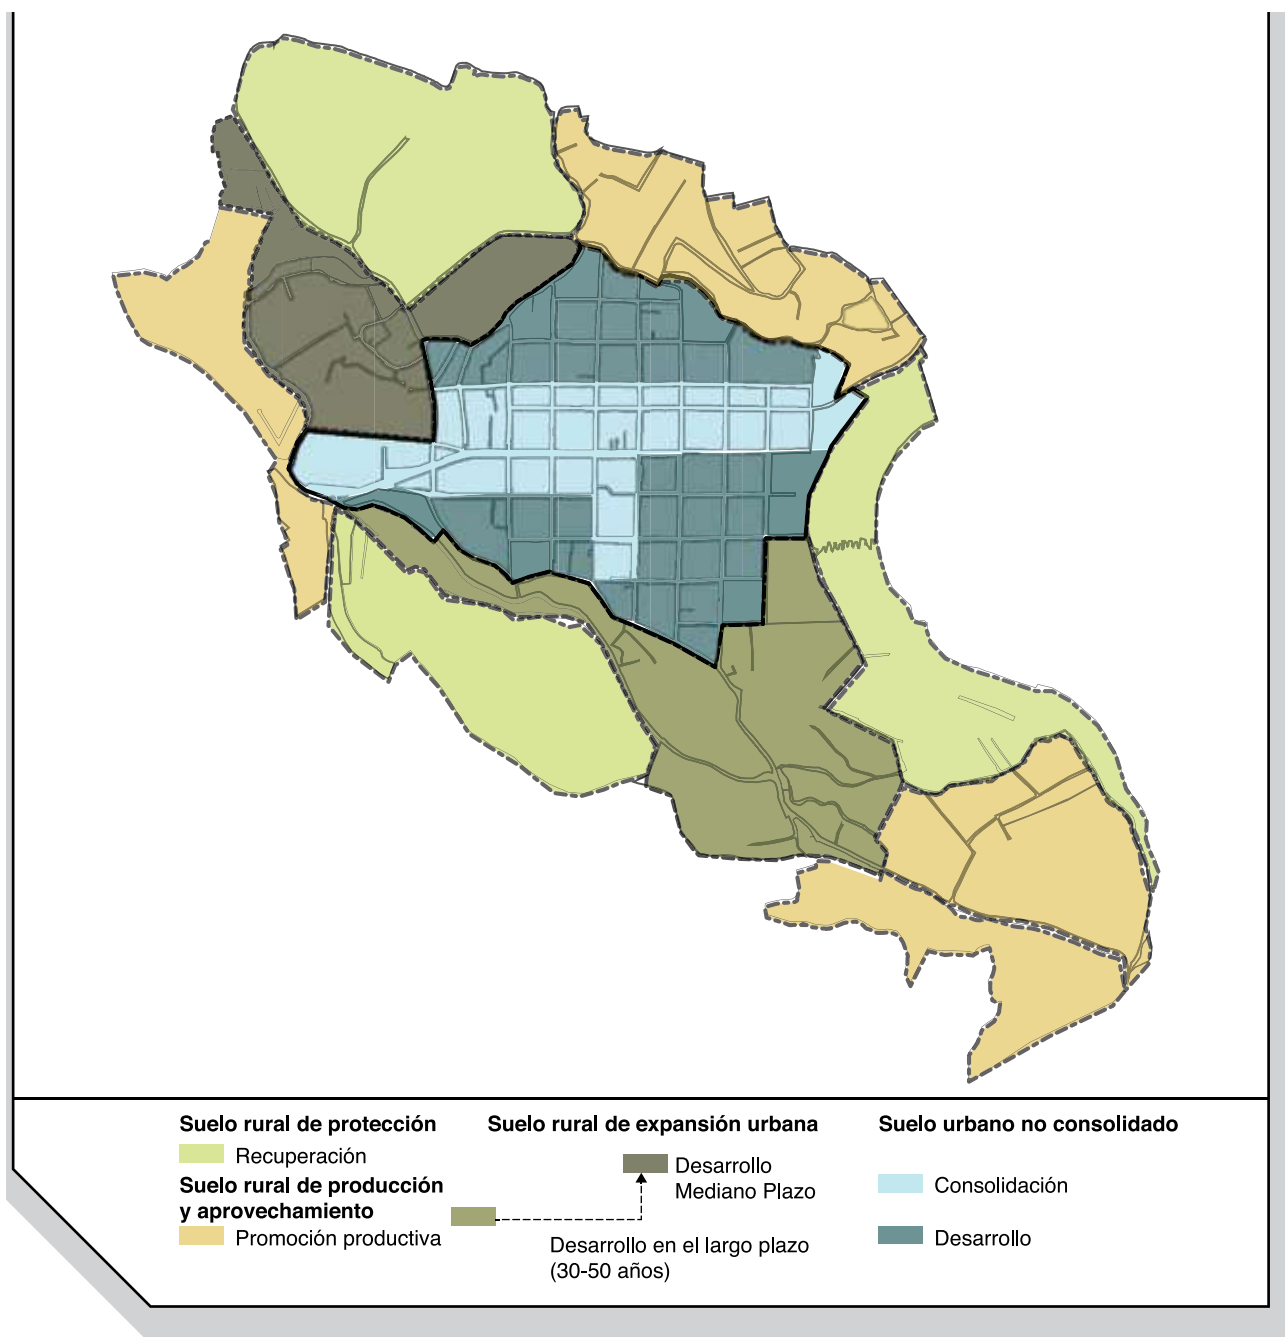 Suelo rural de protección
Recuperación
Suelo rural de producción
y aprovechamiento
Promoción productiva
Suelo rural de expansión urbana
Desarrollo
Mediano Plazo
Desarrollo en el largo plazo
(30-50 años)
Suelo urbano no consolidado
Consolidación
Desarrollo